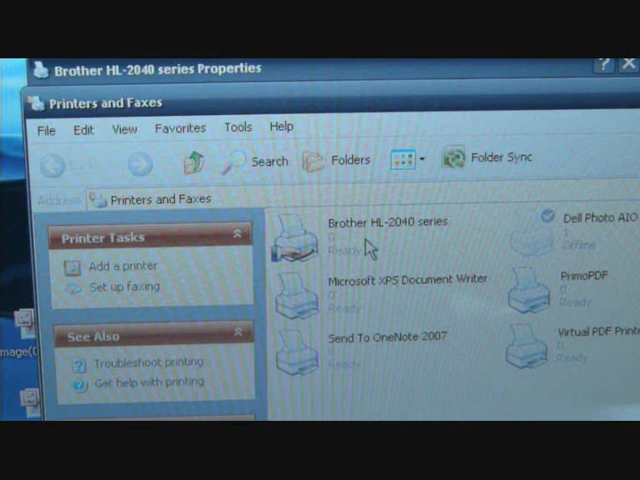 Brother HL-2040 series Properties
Printers and Faxes
File Edit View Favorites Tools Help
Back Search Folders Folder Sync
Address Printers and Faxes
Printer Tasks
Add a printer
Set up faxing
See Also
Troubleshoot printing
Get help with printing
Brother HL-2040 series
0
Ready
Dell Photo AIO
1
Offline
Microsoft XPS Document Writer
0
Ready
PrimoPDF
0
Ready
Send To OneNote 2007
0
Ready
Virtual PDF Printe
0
Ready